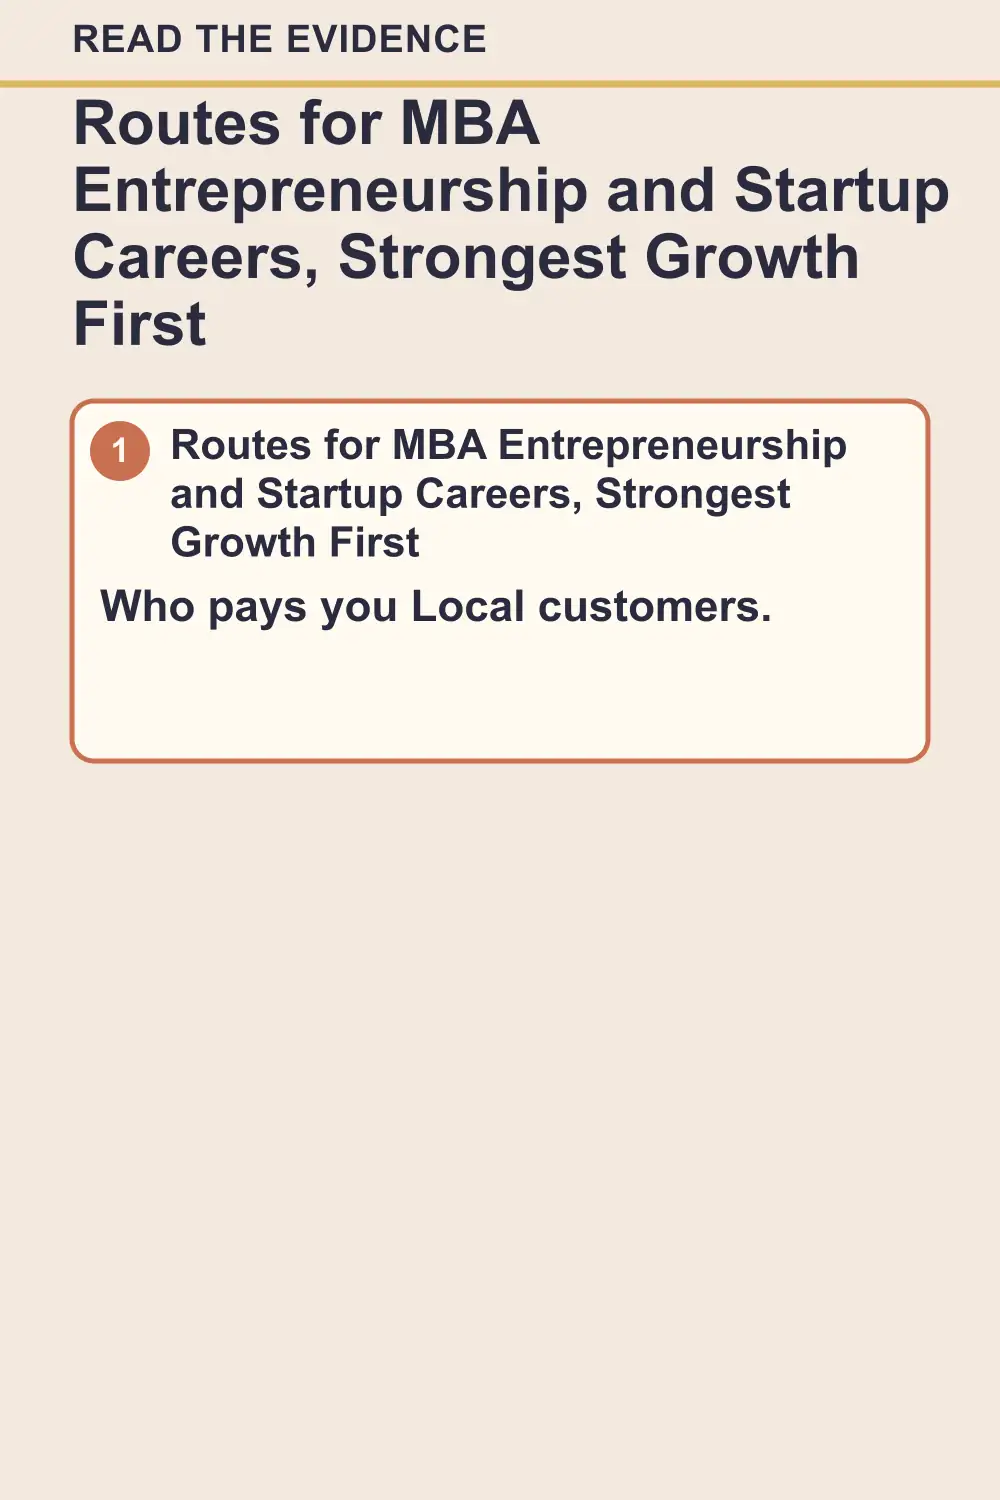 READ THE EVIDENCE
Routes for MBA
Entrepreneurship and Startup
Careers, Strongest Growth
First
1
Routes for MBA Entrepreneurship
and Startup Careers, Strongest
Growth First
Who pays you Local customers.